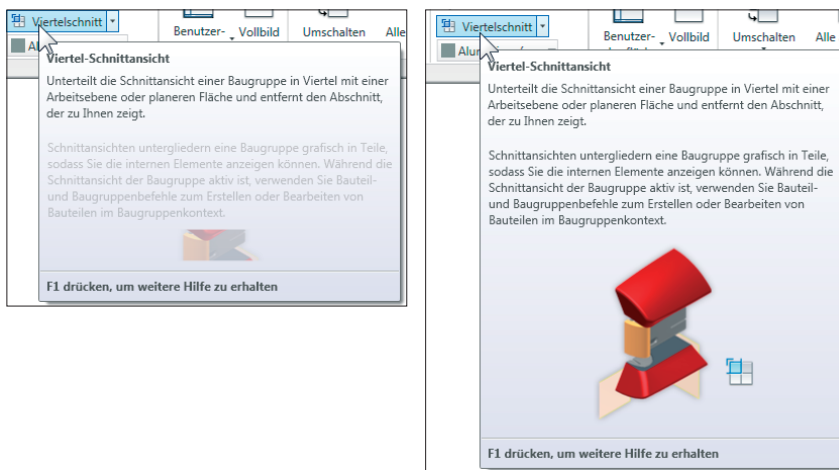 Viertelschnitt
Benutzer- Vollbild Umschalten Alle
Viertel-Schnittansicht
Unterteilt die Schnittansicht einer Baugruppe in Viertel mit einer
Arbeitsebene oder planeren Fläche und entfernt den Abschnitt,
der zu Ihnen zeigt.
Schnittansichten untergliedern eine Baugruppe grafisch in Teile,
sodass Sie die internen Elemente anzeigen können. Während die
Schnittansicht der Baugruppe aktiv ist, verwenden Sie Bauteil-
und Baugruppenbefehle zum Erstellen oder Bearbeiten von
Bauteilen im Baugruppenkontext.
F1 drücken, um weitere Hilfe zu erhalten
Viertelschnitt
Benutzer- Vollbild Umschalten Alle
Viertel-Schnittansicht
Unterteilt die Schnittansicht einer Baugruppe in Viertel mit einer
Arbeitsebene oder planeren Fläche und entfernt den Abschnitt,
der zu Ihnen zeigt.
Schnittansichten untergliedern eine Baugruppe grafisch in Teile,
sodass Sie die internen Elemente anzeigen können. Während die
Schnittansicht der Baugruppe aktiv ist, verwenden Sie Bauteil-
und Baugruppenbefehle zum Erstellen oder Bearbeiten von
Bauteilen im Baugruppenkontext.
F1 drücken, um weitere Hilfe zu erhalten